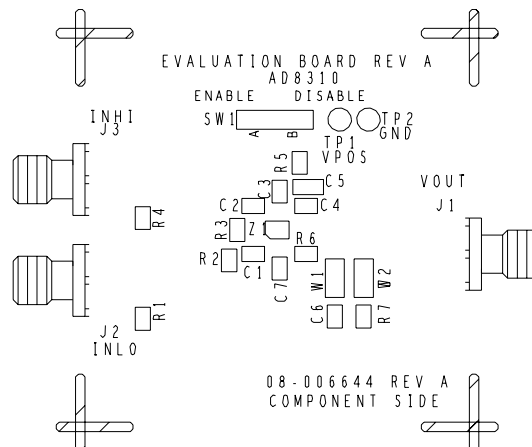 EVALUATION BOARD REV A
AD8310
ENABLE DISABLE
SW1
A
B
TP2
GND
TP1
VPOS
INHI
J3
R5
C3
C5
C2
C4
VOUT
J1
R4
R3
Z1
R6
R2
C1
C7
W1
W2
C6
R7
R1
J2
INLO
08-006644 REV A
COMPONENT SIDE